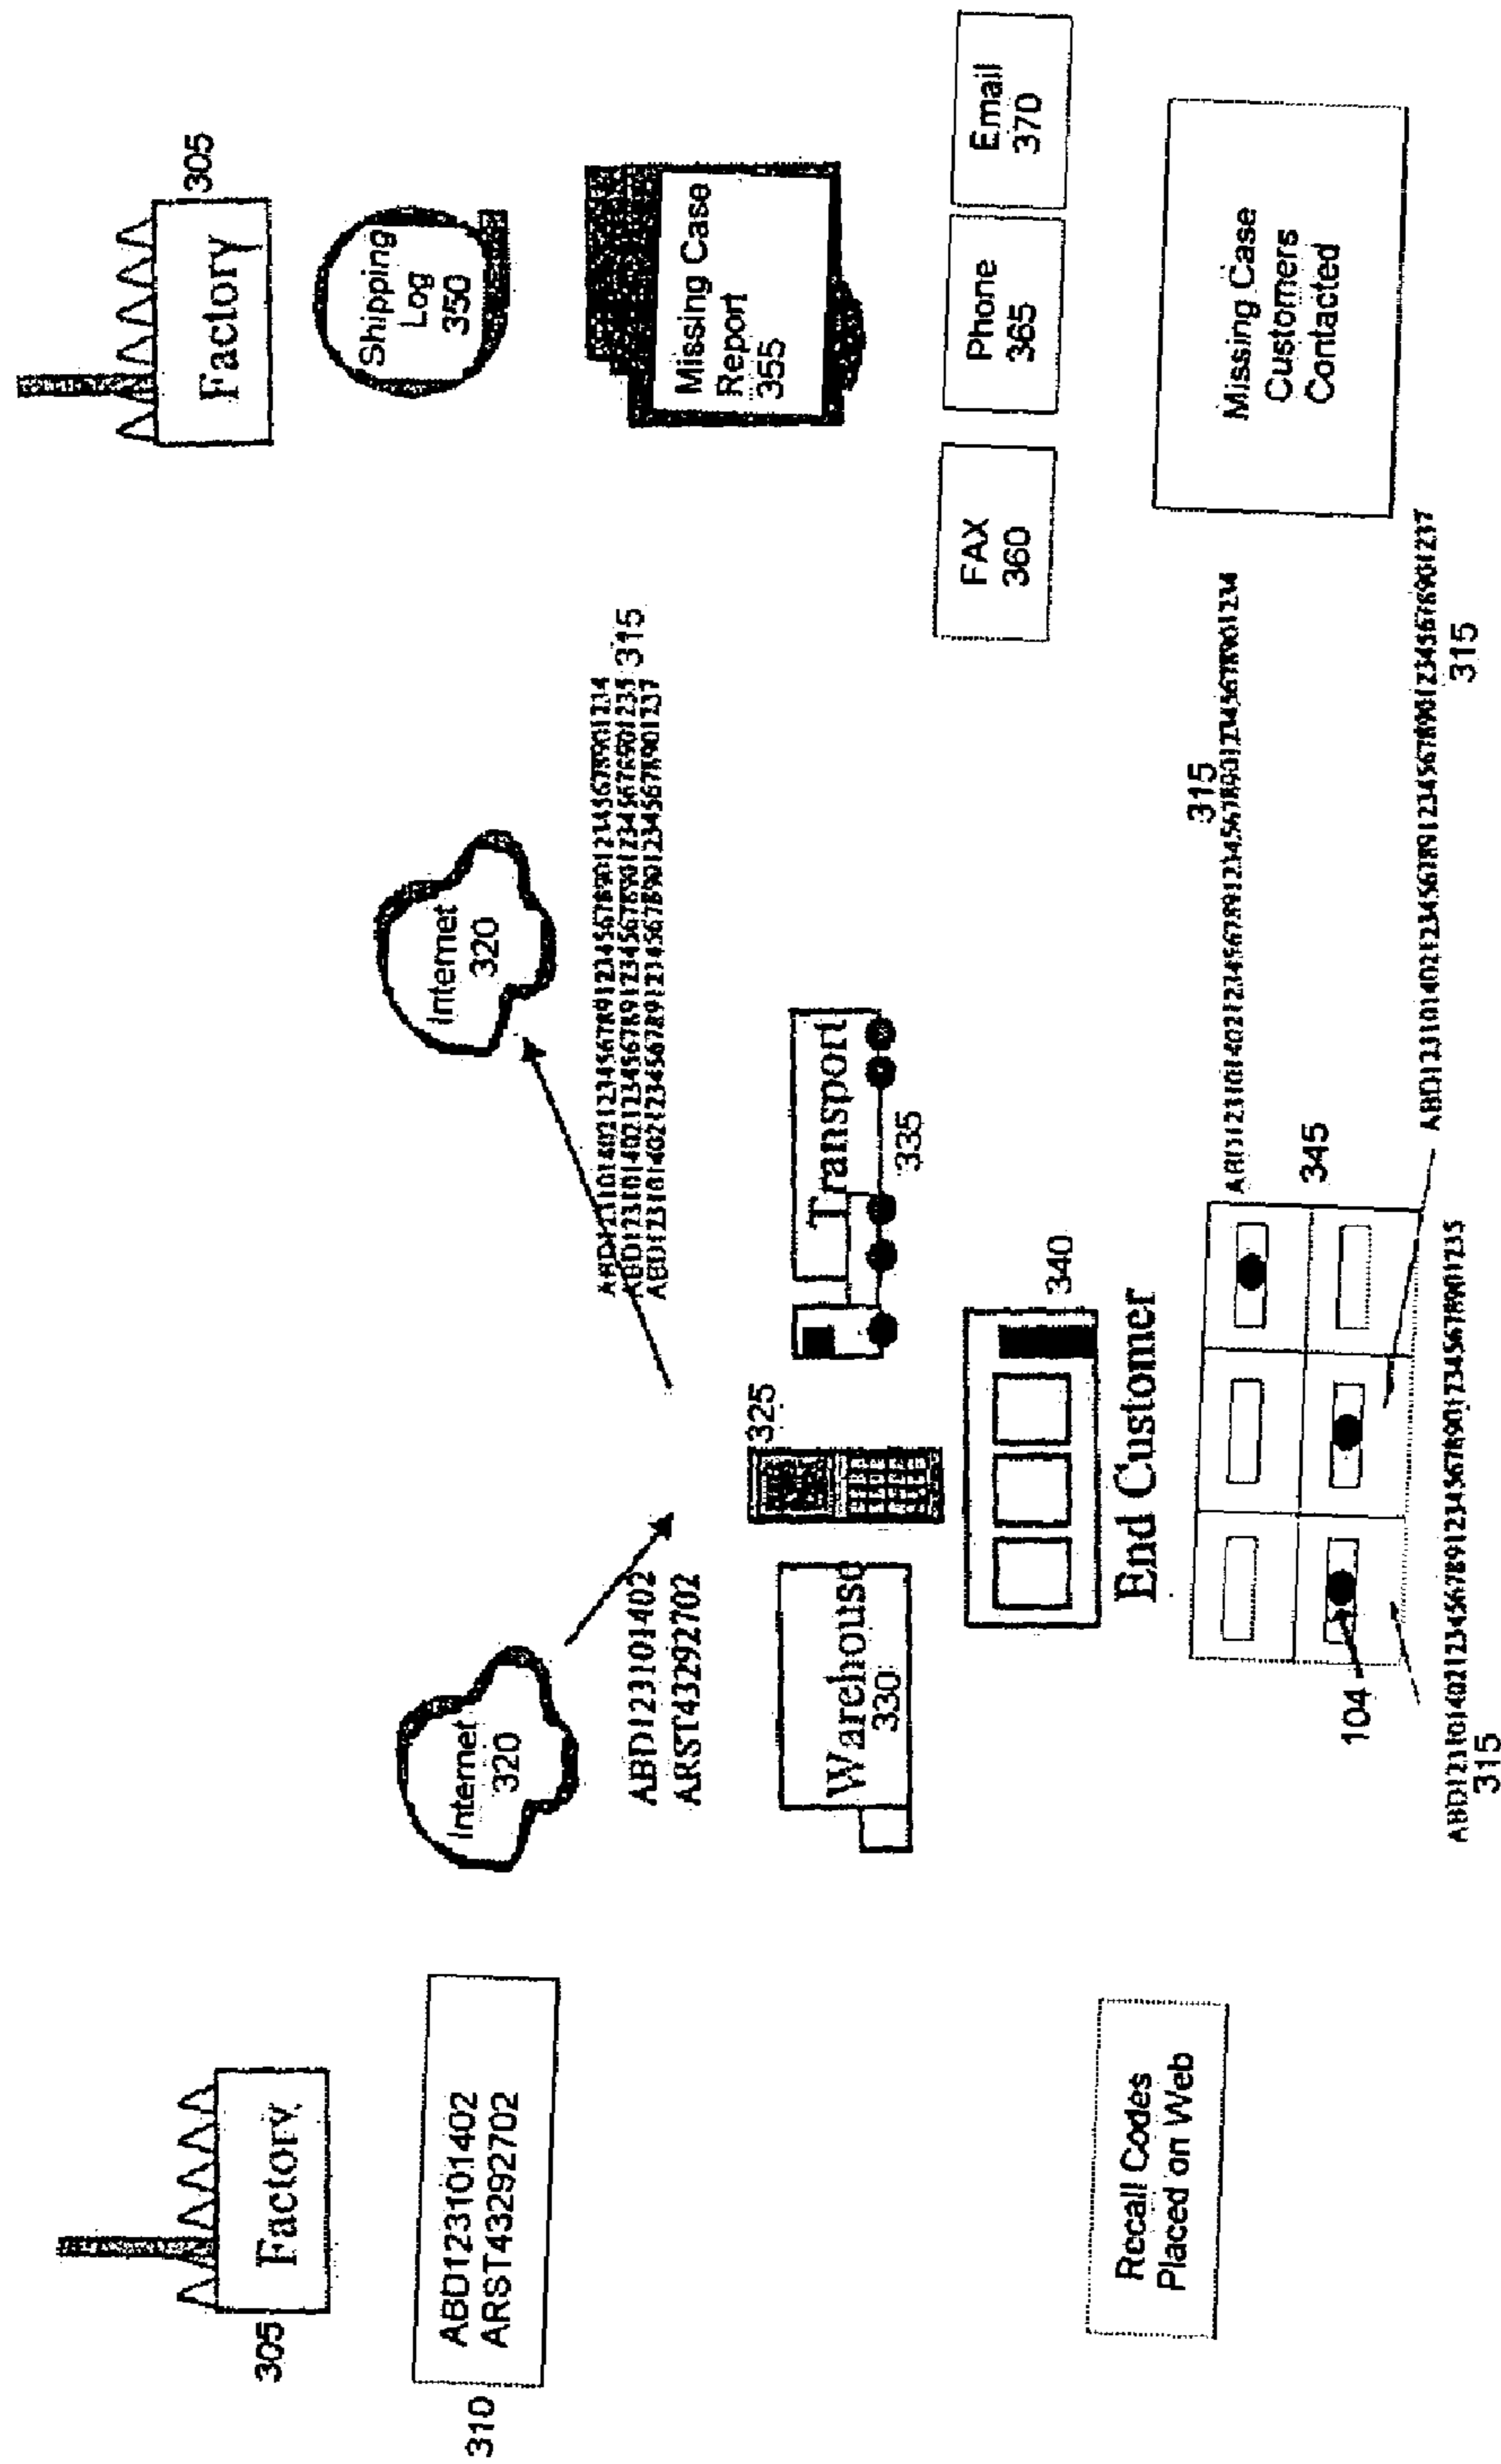 305
Factory
310
ABD123101402
ARST43292702
Recall Codes
Placed on Web
Internet
320
ABD123101402
ARST43292702
Warehouse
330
325
Transport
335
340
End Customer
104
345
315
315
315
Internet
320
315
Factory
305
Shipping
Log
350
Missing Case
Report
355
FAX
360
Phone
365
Email
370
Missing Case
Customers
Contacted